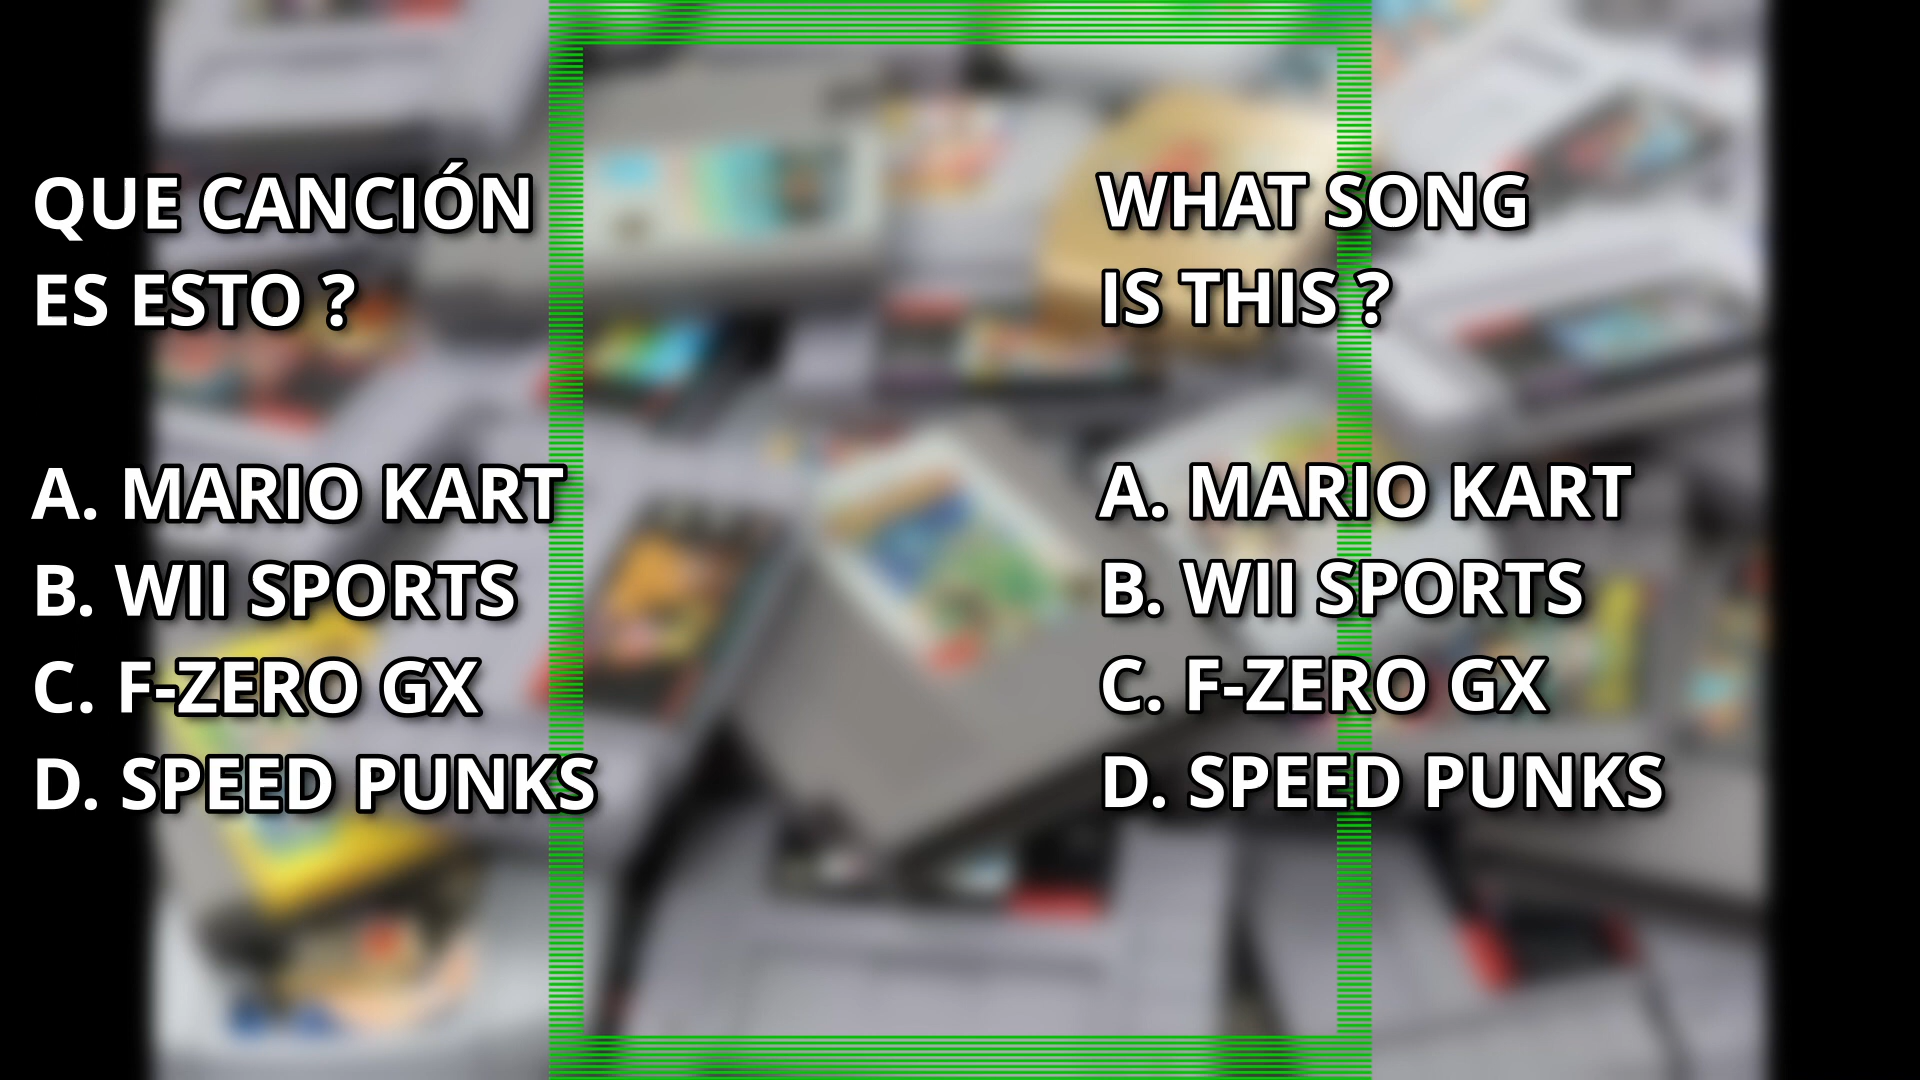 QUE CANCIÓN
ES ESTO ?
A. MARIO KART
B. WII SPORTS
C. F-ZERO GX
D. SPEED PUNKS
WHAT SONG
IS THIS ?
A. MARIO KART
B. WII SPORTS
C. F-ZERO GX
D. SPEED PUNKS